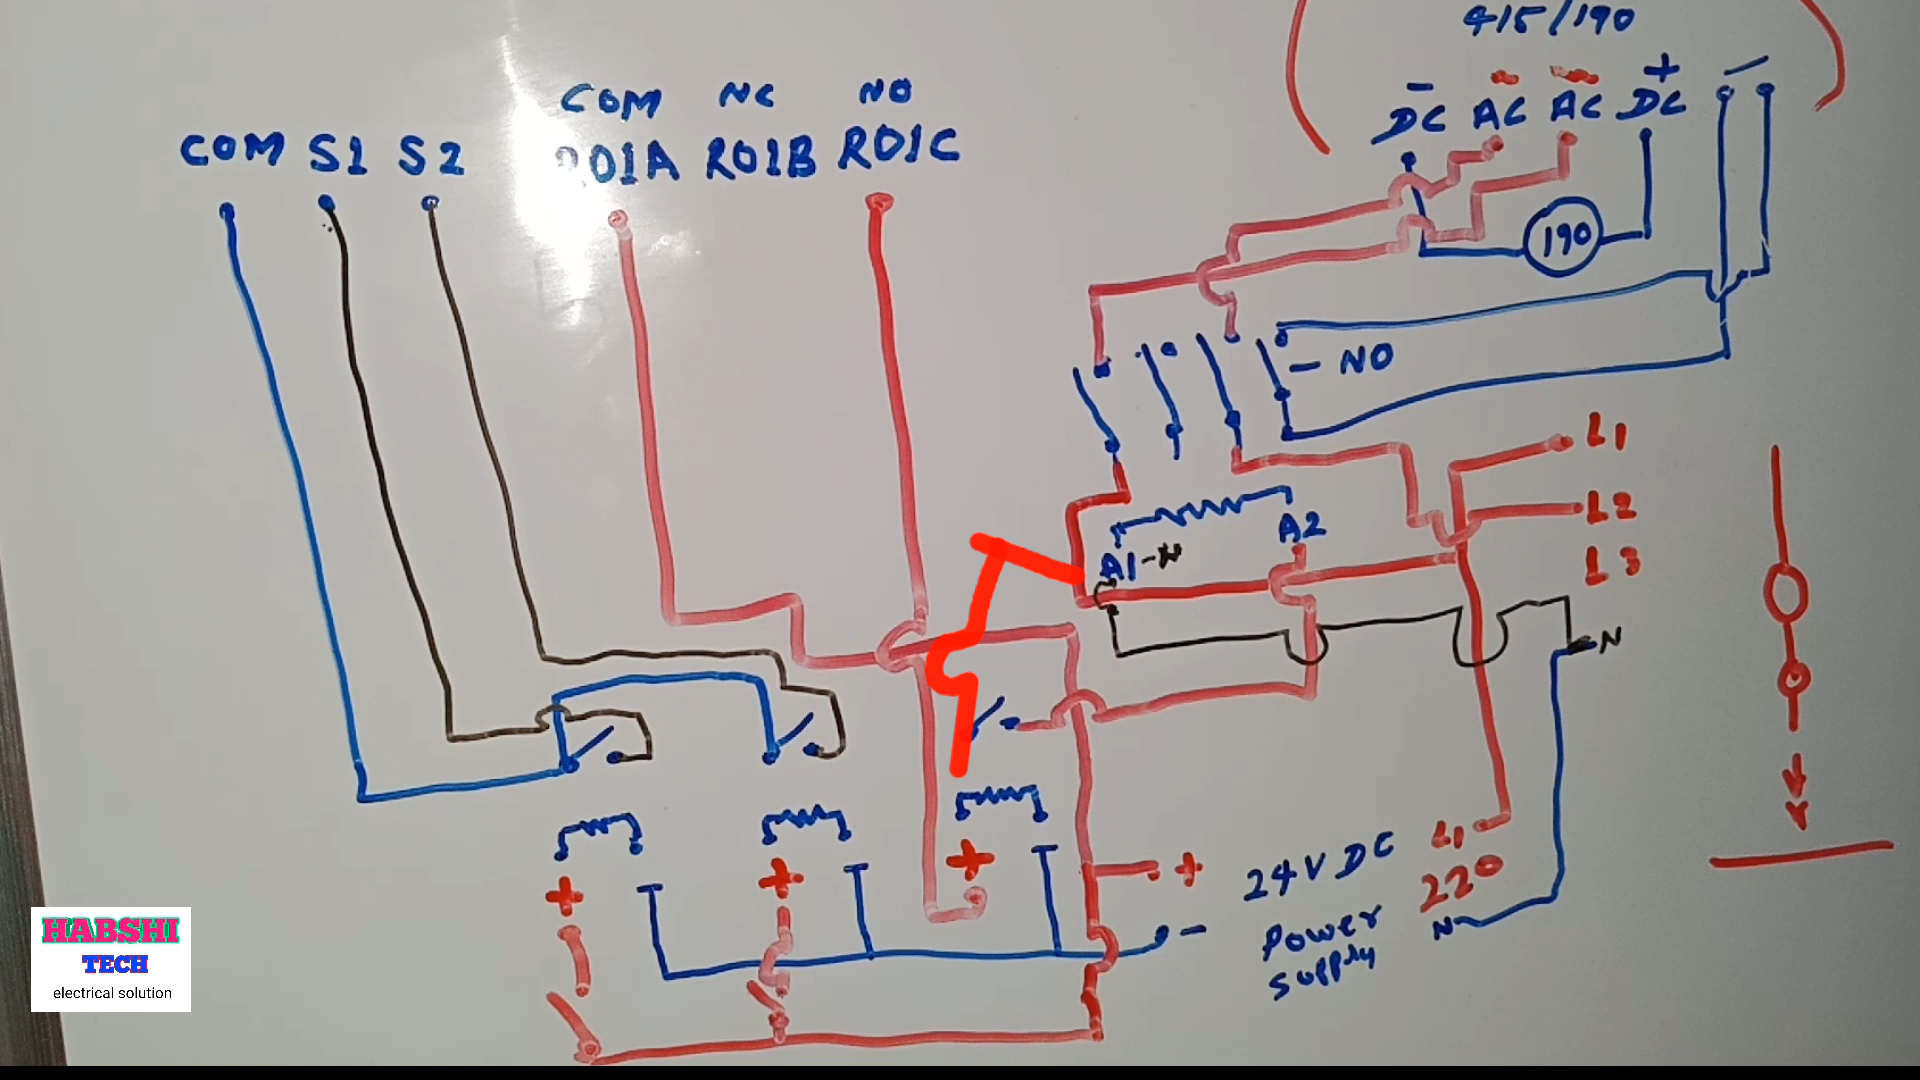 415/190
- +
DC AC AC DC
190
COM NC NO
COM S1 S2 RO1A RO1B RO1C
- NO
L1
L2
L3
A2
A1-N
N
+ + + +
-
24V DC
Power
supply
L1
220
N
HABSHI
TECH
electrical solution